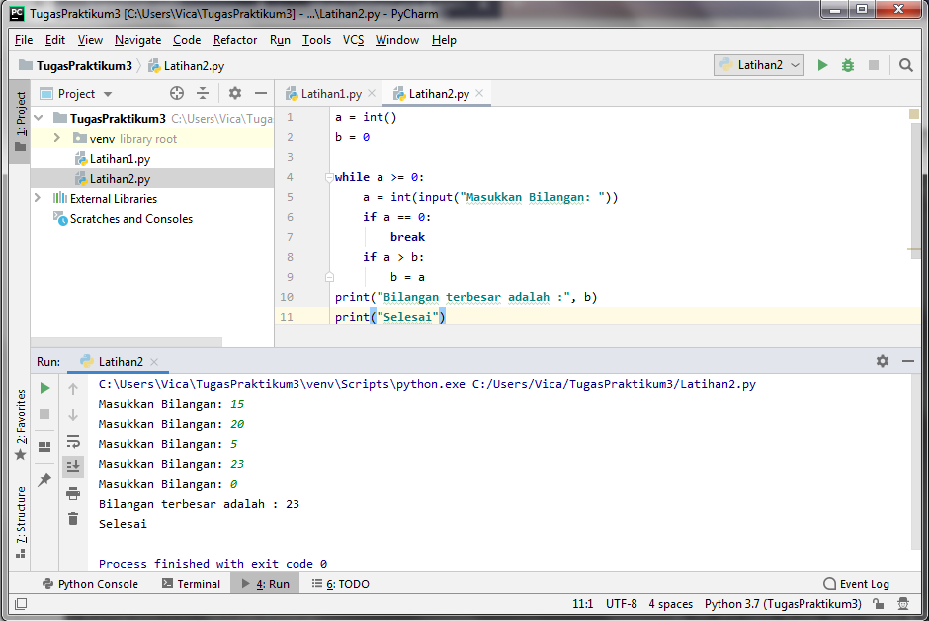 TugasPraktikum3 [C:\Users\Vica\TugasPraktikum3] - ...\Latihan2.py - PyCharm
File Edit View Navigate Code Refactor Run Tools VCS Window Help
TugasPraktikum3 Latihan2.py Latihan2
1: Project
Project
Latihan1.py Latihan2.py
TugasPraktikum3 C:\Users\Vica\Tuga
venv library root
Latihan1.py
Latihan2.py
External Libraries
Scratches and Consoles
1 a = int()
2 b = 0
3
4 while a >= 0:
5 a = int(input("Masukkan Bilangan: "))
6 if a == 0:
7 break
8 if a > b:
9 b = a
10 print("Bilangan terbesar adalah :", b)
11 print("Selesai")
Run: Latihan2
2: Favorites
7: Structure
C:\Users\Vica\TugasPraktikum3\venv\Scripts\python.exe C:/Users/Vica/TugasPraktikum3/Latihan2.py
Masukkan Bilangan: 15
Masukkan Bilangan: 20
Masukkan Bilangan: 5
Masukkan Bilangan: 23
Masukkan Bilangan: 0
Bilangan terbesar adalah : 23
Selesai
Process finished with exit code 0
Python Console Terminal 4: Run 6: TODO Event Log
11:1 UTF-8 4 spaces Python 3.7 (TugasPraktikum3)